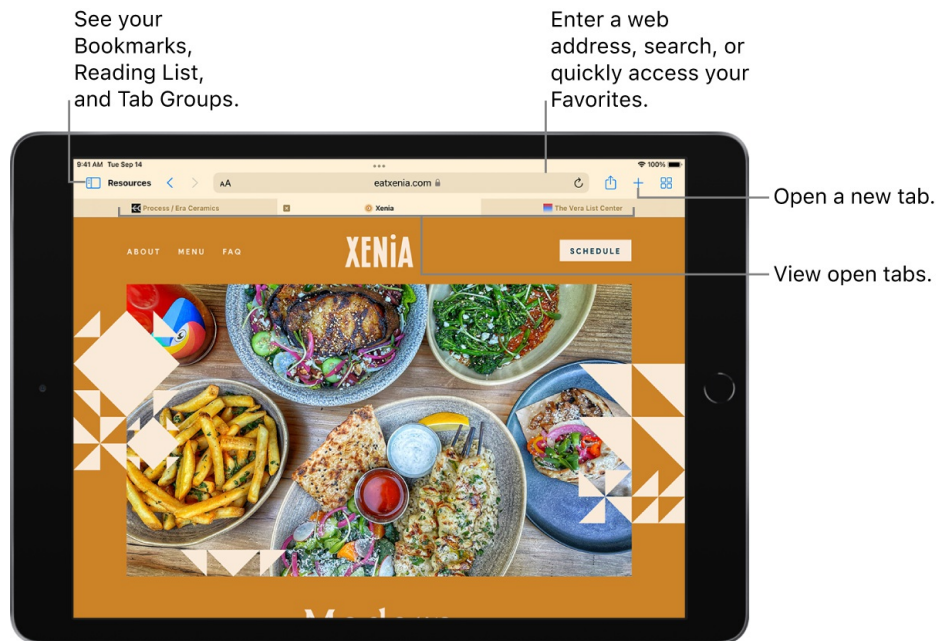 See your
Bookmarks,
Reading List,
and Tab Groups.
Enter a web
address, search, or
quickly access your
Favorites.
9:41 AM Tue Sep 14
100%
Resources
AA
eatxenia.com
Open a new tab.
Process / Era Ceramics
Xenia
The Vera List Center
ABOUT MENU FAQ
XENiA
SCHEDULE
View open tabs.